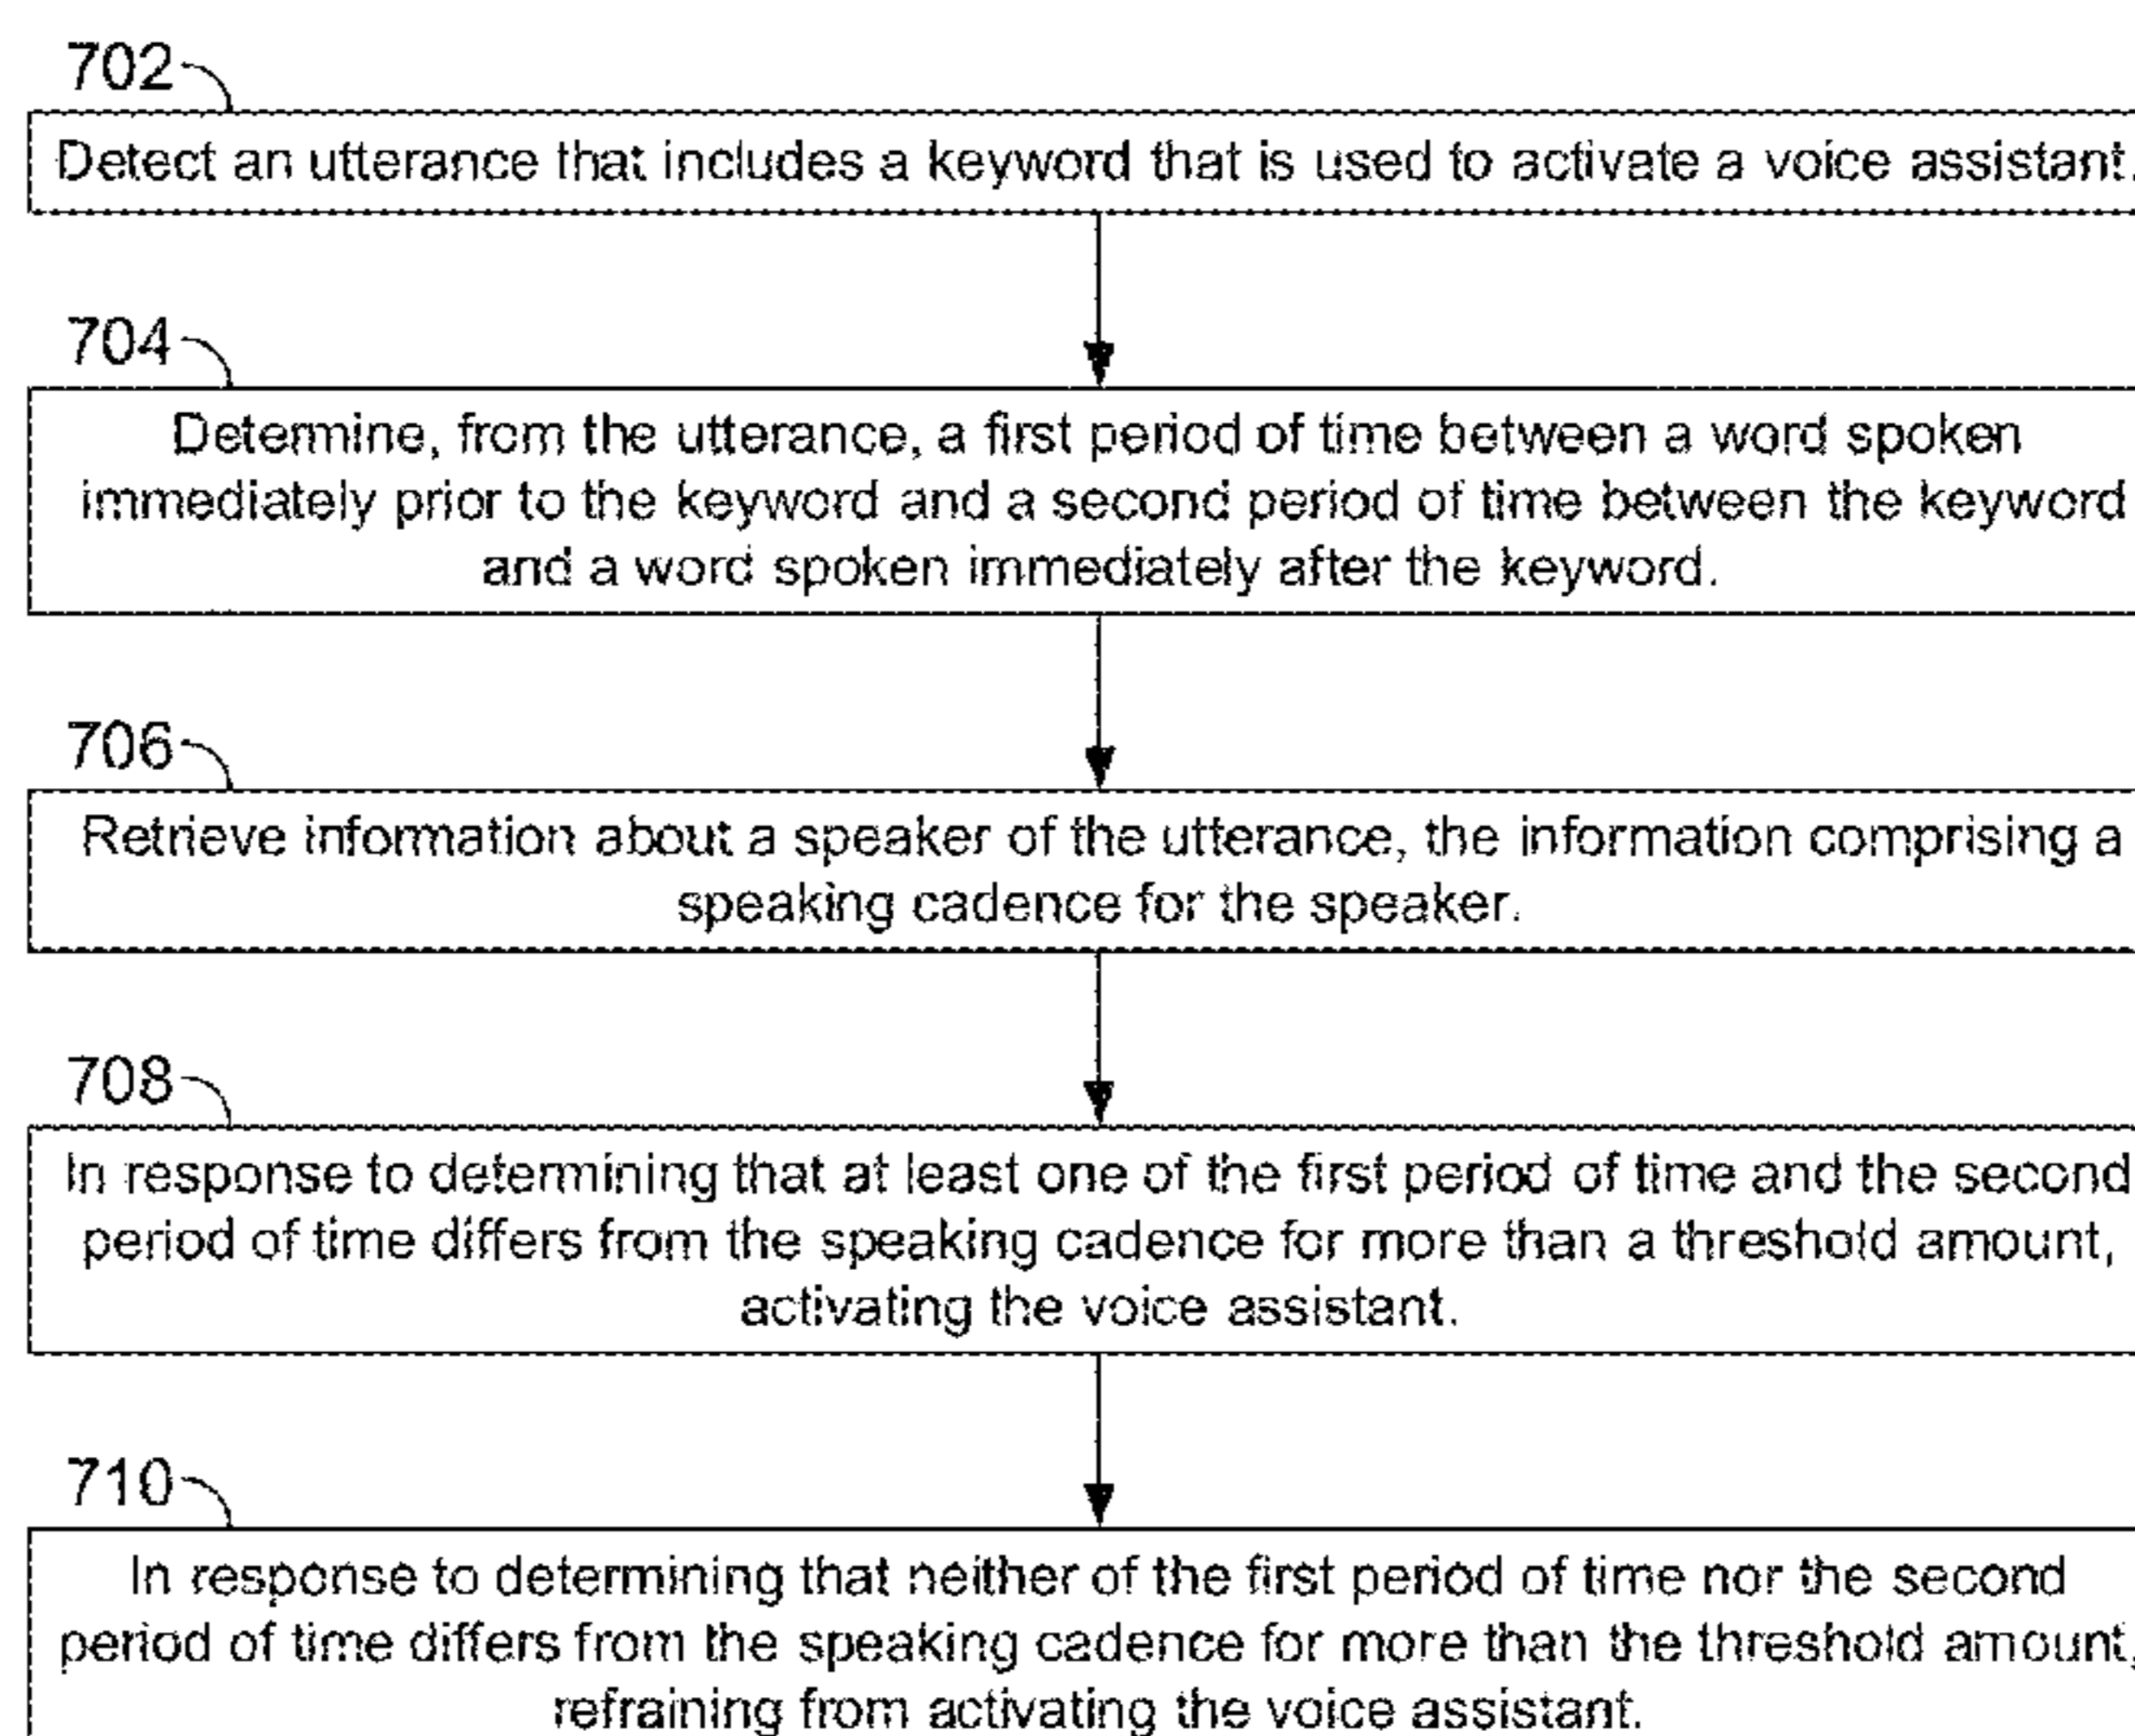 702
Detect an utterance that includes a keyword that is used to activate a voice assistant.
704
Determine, from the utterance, a first period of time between a word spoken
immediately prior to the keyword and a second period of time between the keyword
and a word spoken immediately after the keyword.
706
Retrieve information about a speaker of the utterance, the information comprising a
speaking cadence for the speaker.
708
In response to determining that at least one of the first period of time and the second
period of time differs from the speaking cadence for more than a threshold amount,
activating the voice assistant.
710
In response to determining that neither of the first period of time nor the second
period of time differs from the speaking cadence for more than the threshold amount,
refraining from activating the voice assistant.